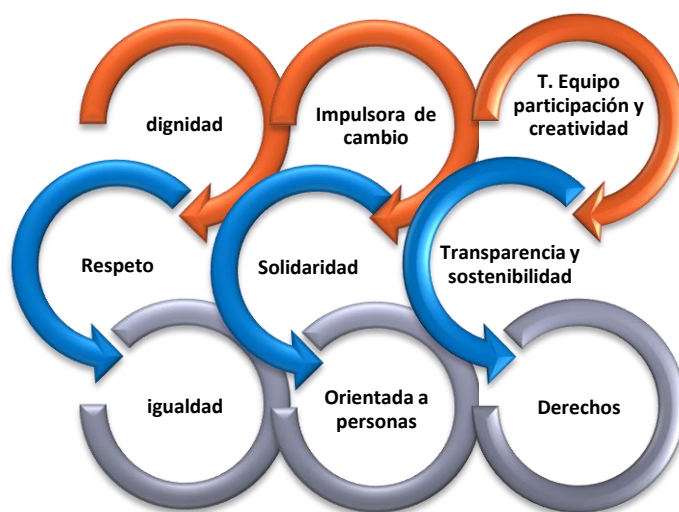 dignidad
Impulsora de
cambio
T. Equipo
participación y
creatividad
Respeto
Solidaridad
Transparencia y
sostenibilidad
igualdad
Orientada a
personas
Derechos